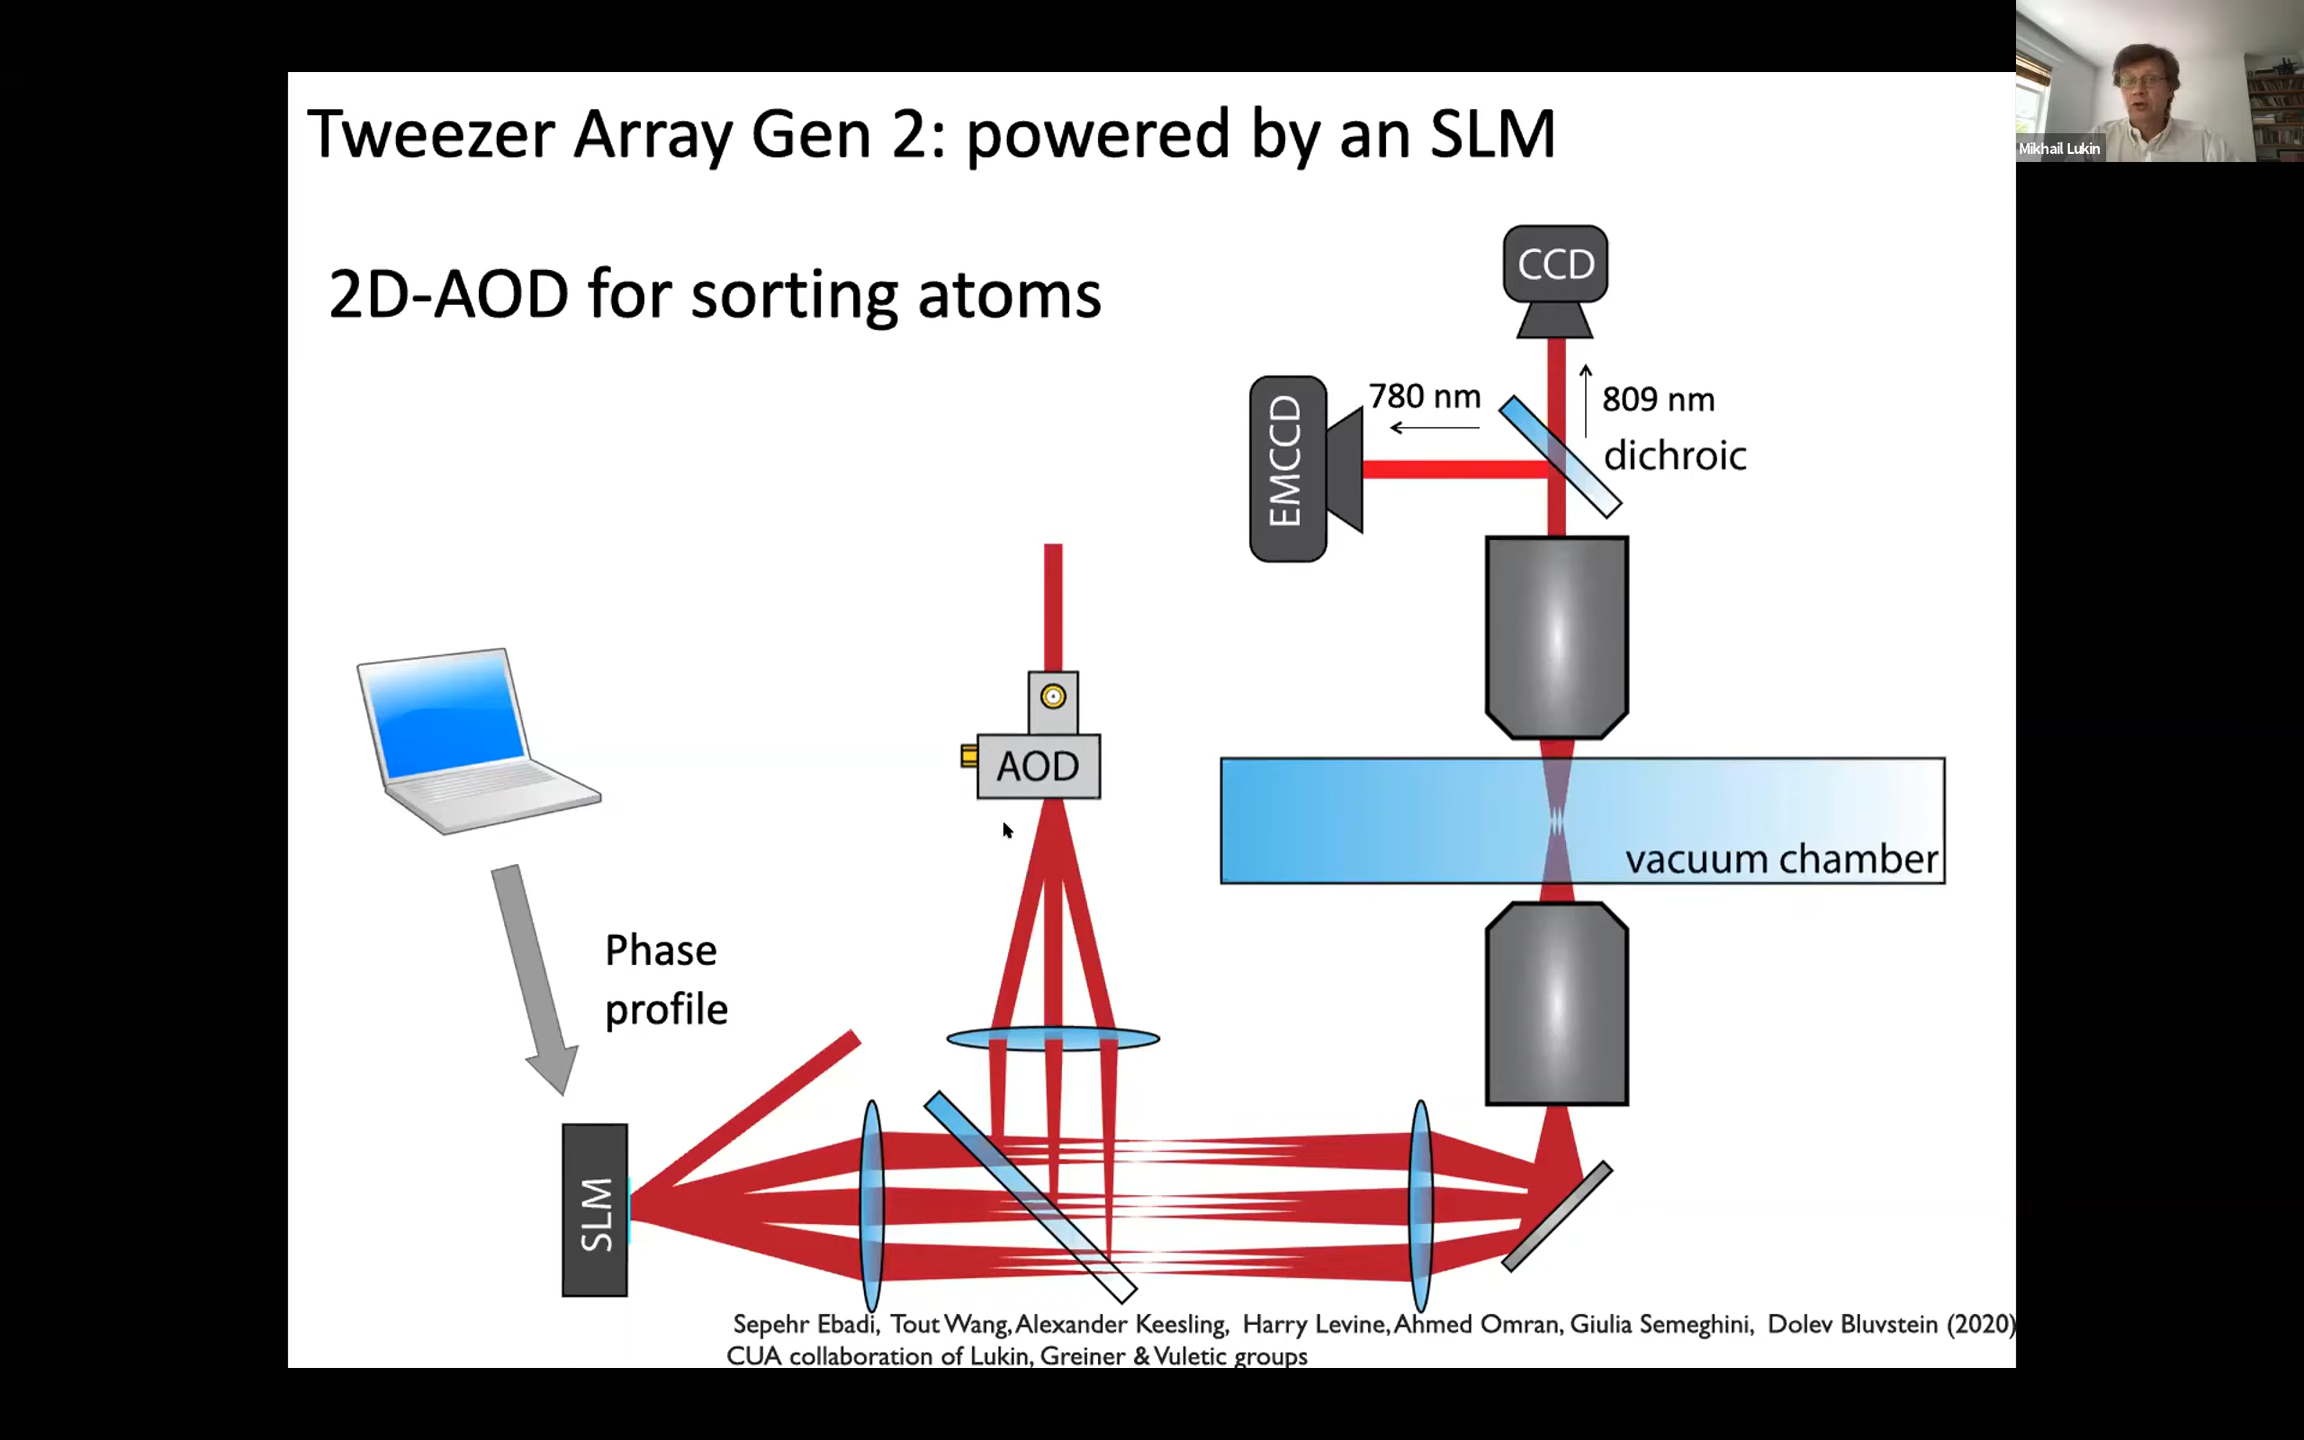 Tweezer Array Gen 2: powered by an SLM
Mikhail Lukin
2D-AOD for sorting atoms
CCD
780 nm
809 nm
EMCCD
dichroic
AOD
vacuum chamber
Phase
profile
SLM
Sepehr Ebadi, Tout Wang, Alexander Keesling, Harry Levine, Ahmed Omran, Giulia Semeghini, Dolev Bluvstein (2020)
CUA collaboration of Lukin, Greiner & Vuletic groups